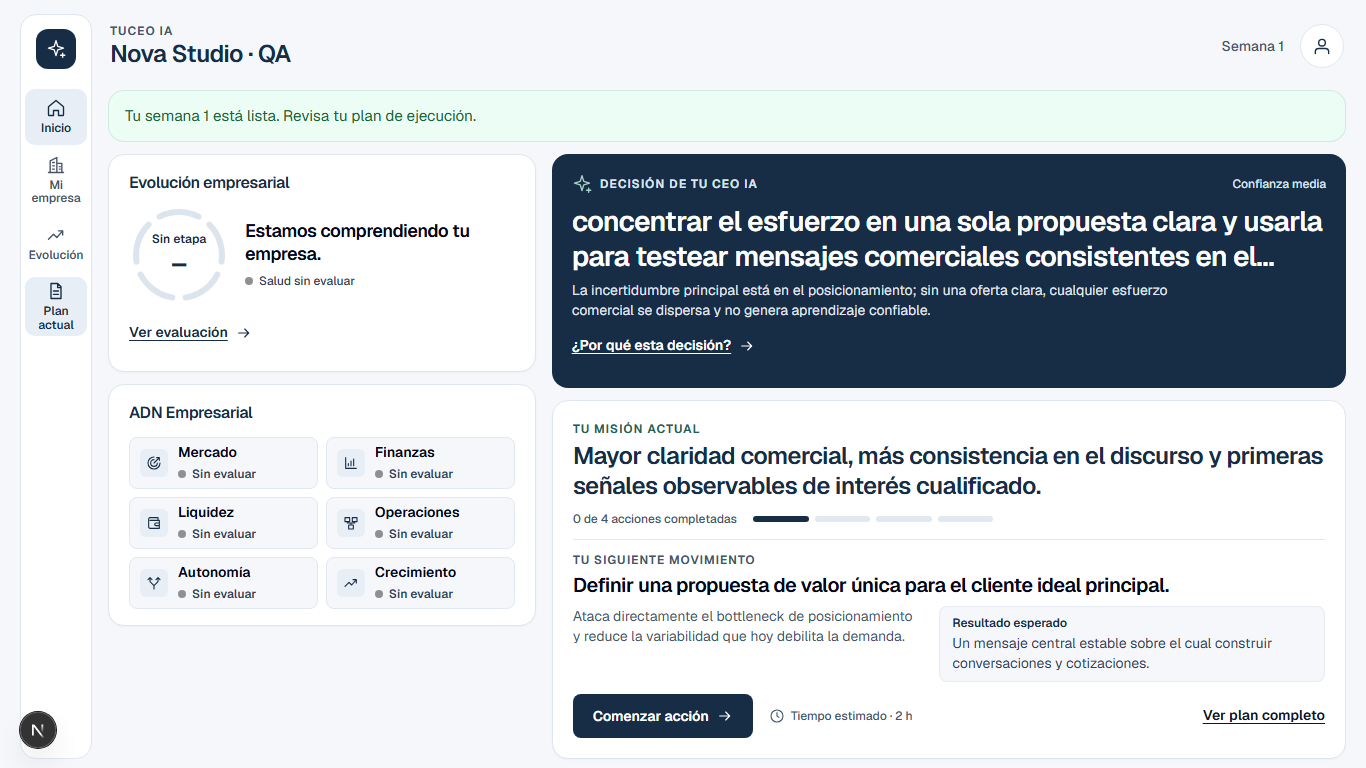 TUCEO IA
Nova Studio · QA
Semana 1
Inicio
Mi
empresa
Evolución
Plan
actual
N
Tu semana 1 está lista. Revisa tu plan de ejecución.
Evolución empresarial
Sin etapa
–
Estamos comprendiendo tu
empresa.
Salud sin evaluar
Ver evaluación →
ADN Empresarial
Mercado
Sin evaluar
Finanzas
Sin evaluar
Liquidez
Sin evaluar
Operaciones
Sin evaluar
Autonomía
Sin evaluar
Crecimiento
Sin evaluar
DECISIÓN DE TU CEO IA
Confianza media
concentrar el esfuerzo en una sola propuesta clara y usarla
para testear mensajes comerciales consistentes en el...
La incertidumbre principal está en el posicionamiento; sin una oferta clara, cualquier esfuerzo
comercial se dispersa y no genera aprendizaje confiable.
¿Por qué esta decisión? →
TU MISIÓN ACTUAL
Mayor claridad comercial, más consistencia en el discurso y primeras
señales observables de interés cualificado.
0 de 4 acciones completadas
TU SIGUIENTE MOVIMIENTO
Definir una propuesta de valor única para el cliente ideal principal.
Ataca directamente el bottleneck de posicionamiento
y reduce la variabilidad que hoy debilita la demanda.
Resultado esperado
Un mensaje central estable sobre el cual construir
conversaciones y cotizaciones.
Comenzar acción →
Tiempo estimado · 2 h
Ver plan completo